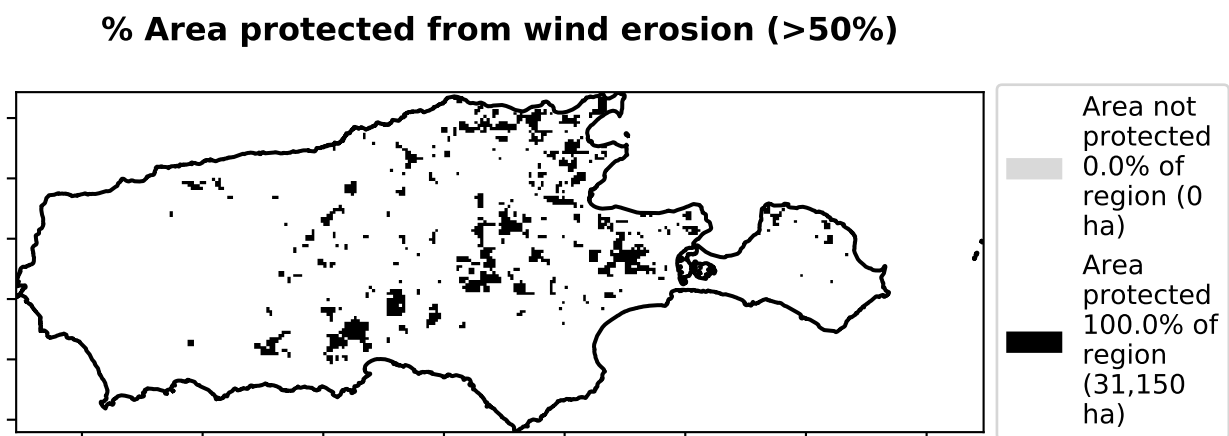 % Area protected from wind erosion (>50%)
Area not
protected
0.0% of
region (0
ha)
Area
protected
100.0% of
region
(31,150
ha)